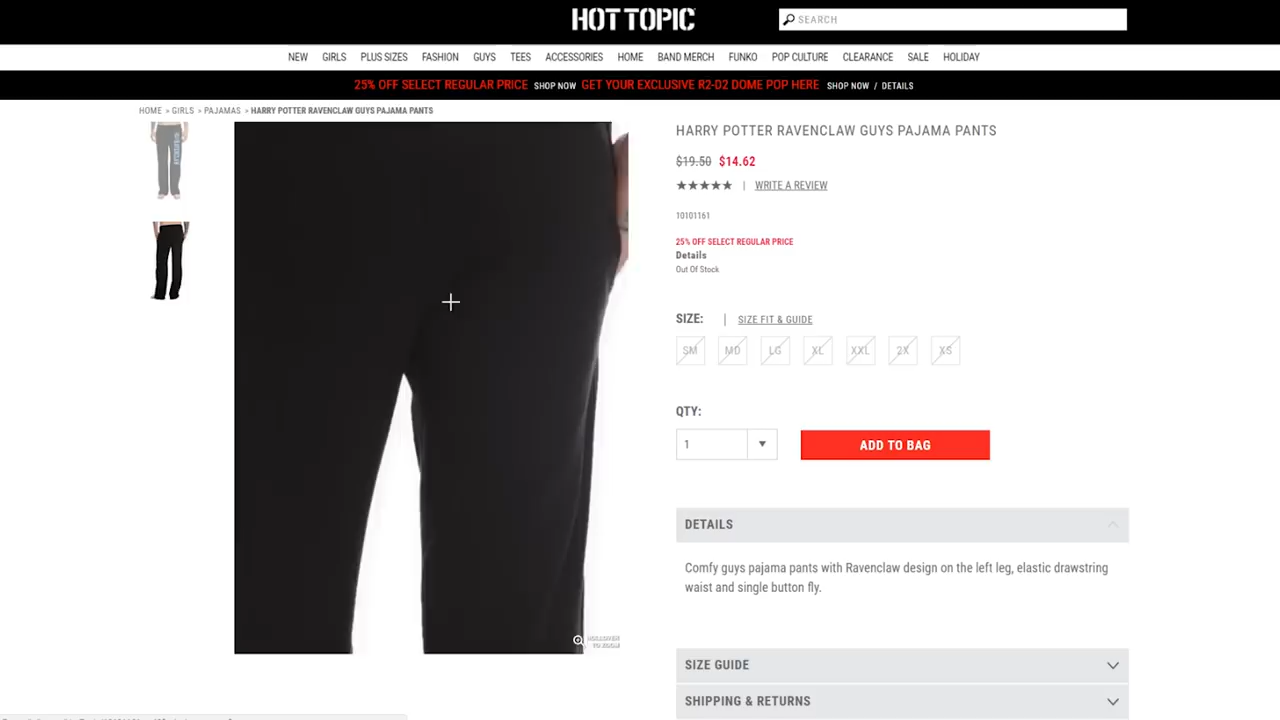 HOT TOPIC
SEARCH
NEW GIRLS PLUS SIZES FASHION GUYS TEES ACCESSORIES HOME BAND MERCH FUNKO POP CULTURE CLEARANCE SALE HOLIDAY
25% OFF SELECT REGULAR PRICE SHOP NOW GET YOUR EXCLUSIVE R2-D2 DOME POP HERE SHOP NOW / DETAILS
HOME > GIRLS > PAJAMAS > HARRY POTTER RAVENCLAW GUYS PAJAMA PANTS
HARRY POTTER RAVENCLAW GUYS PAJAMA PANTS
$19.50 $14.62
| WRITE A REVIEW
10101161
25% OFF SELECT REGULAR PRICE
Details
Out Of Stock
SIZE: | SIZE FIT & GUIDE
SM MD LG XL XXL 2X XS
QTY:
1
ADD TO BAG
DETAILS
Comfy guys pajama pants with Ravenclaw design on the left leg, elastic drawstring
waist and single button fly.
ROLLOVER
TO ZOOM
SIZE GUIDE
SHIPPING & RETURNS